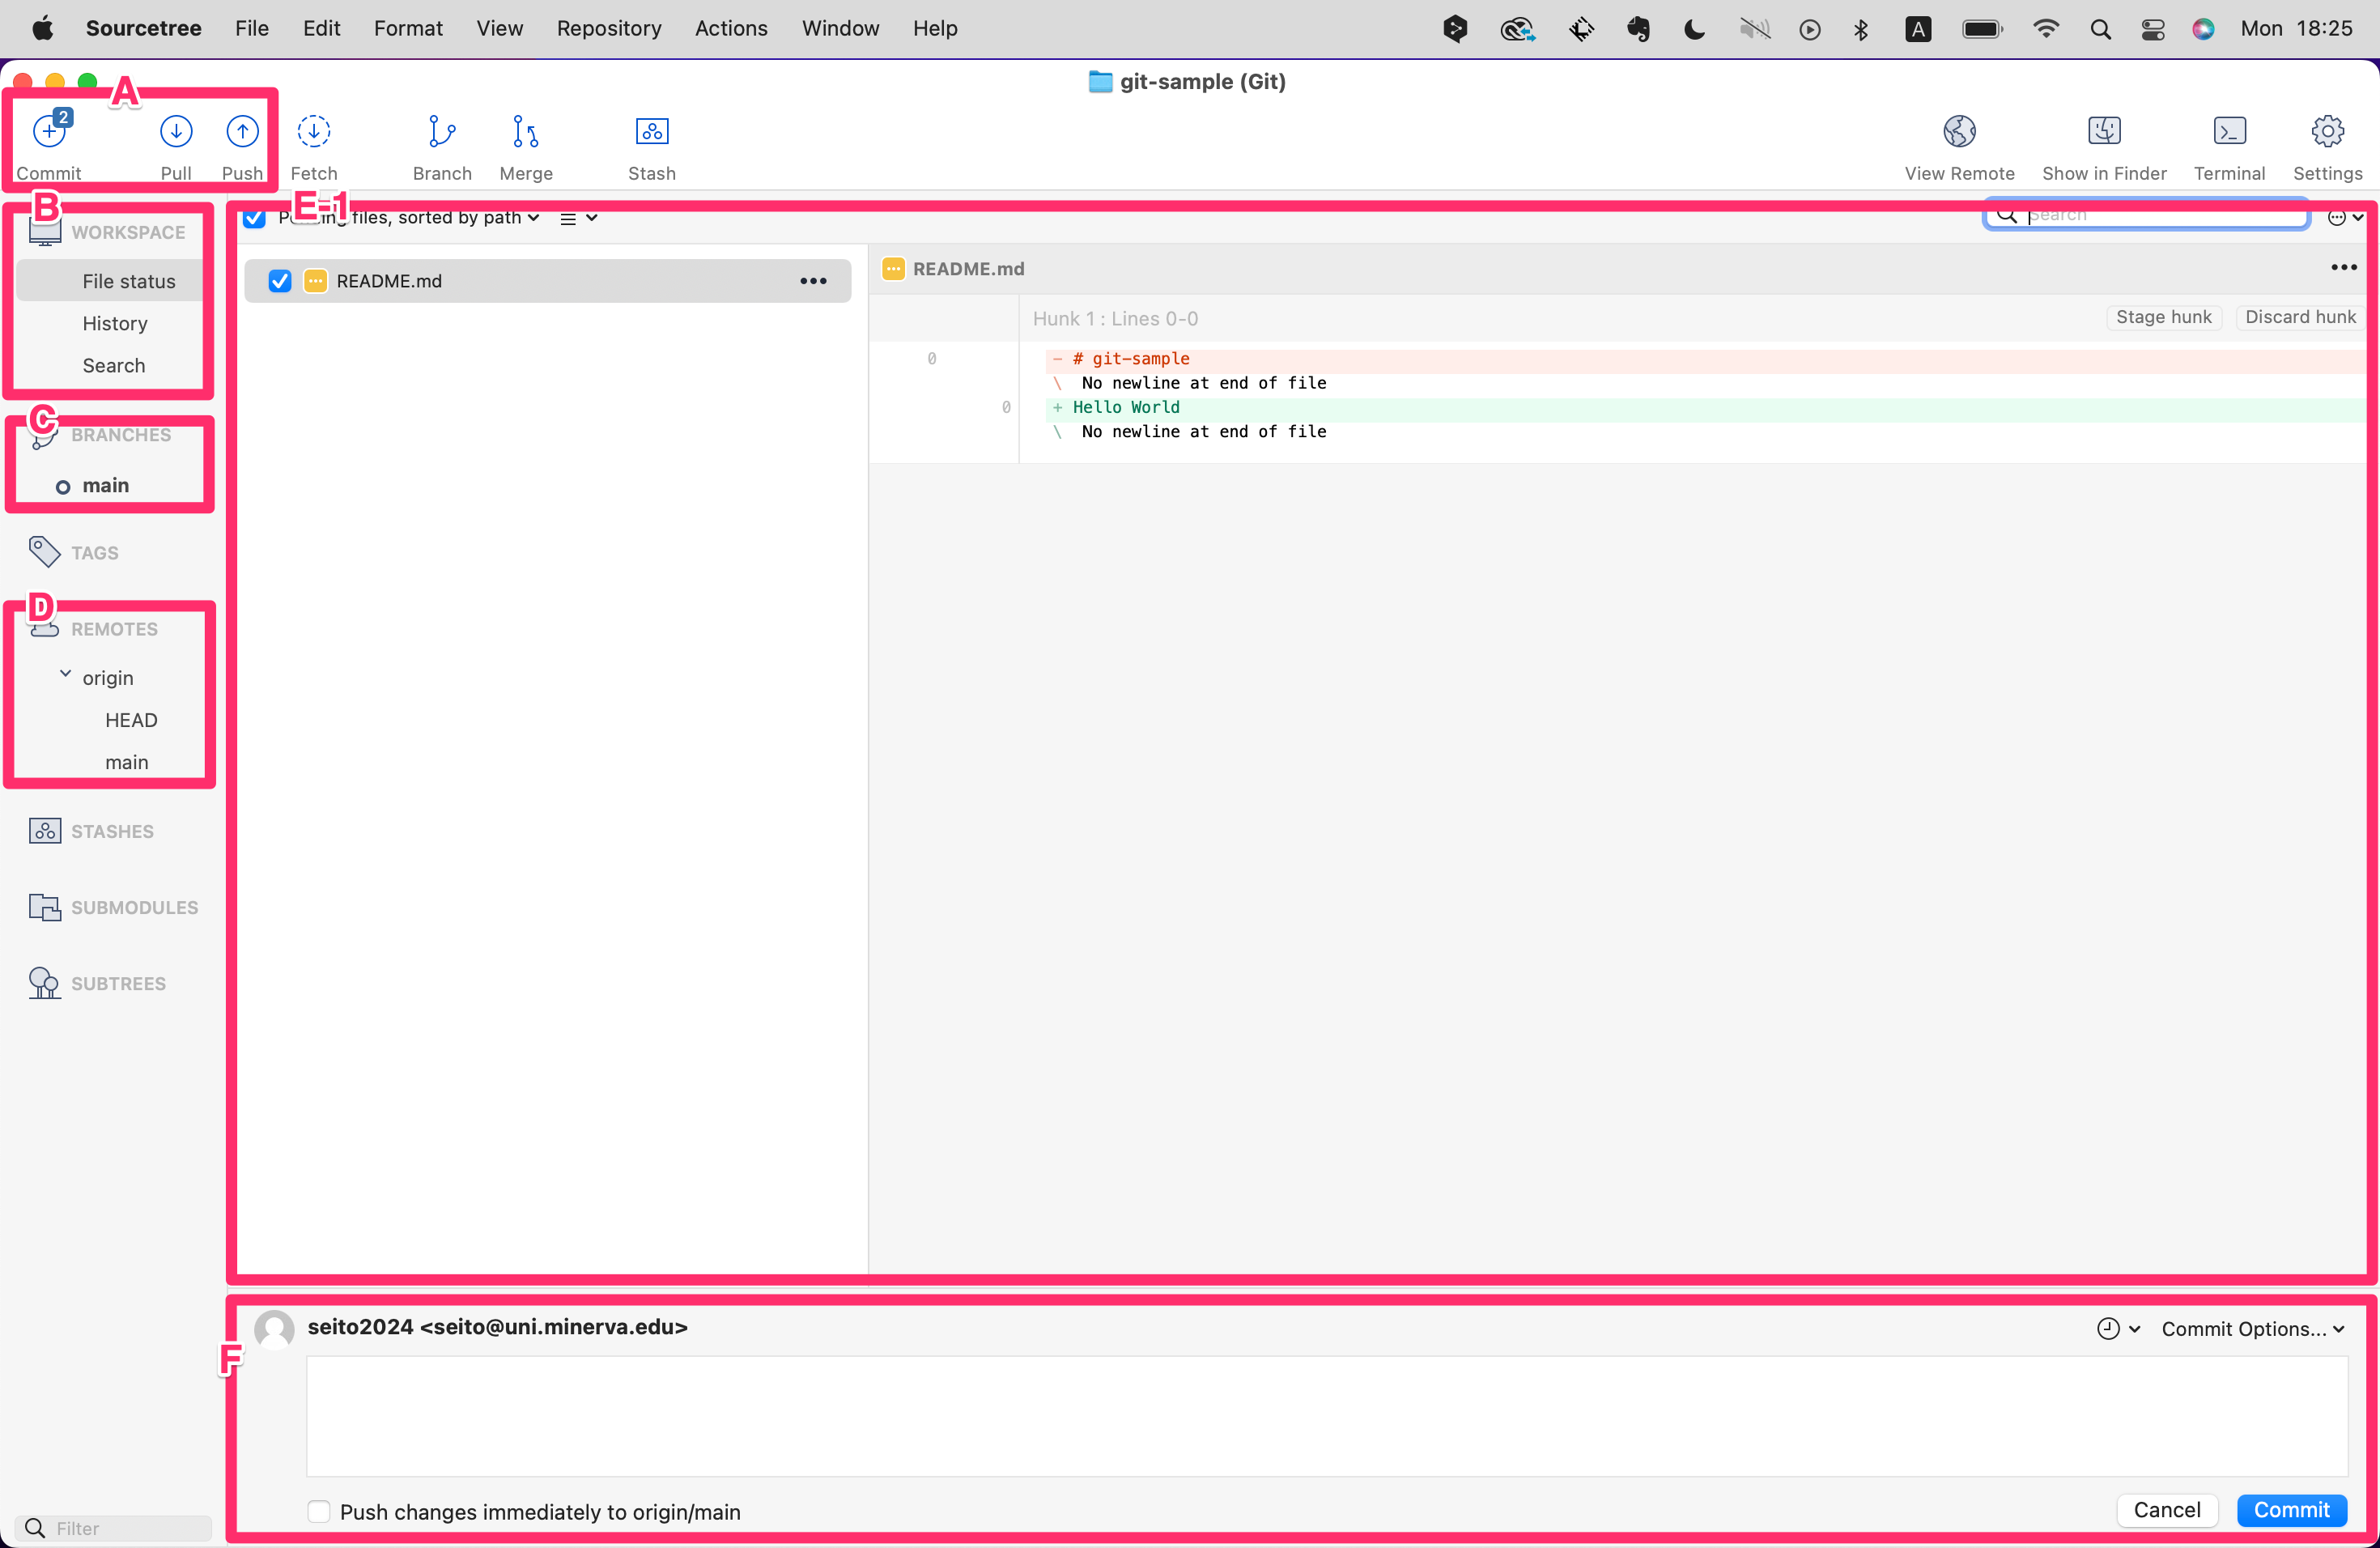 Sourcetree File Edit Format View Repository Actions Window Help A Mon 18:25
git-sample (Git)
A
2
Commit Pull Push Fetch Branch Merge Stash View Remote Show in Finder Terminal Settings
B
WORKSPACE
File status
History
Search
C
BRANCHES
main
TAGS
D
REMOTES
origin
HEAD
main
STASHES
SUBMODULES
SUBTREES
Filter
E-1
files, sorted by path
Search
README.md
README.md
Hunk 1 : Lines 0-0 Stage hunk Discard hunk
0 - # git-sample
\ No newline at end of file
0 + Hello World
\ No newline at end of file
F
seito2024 <seito@uni.minerva.edu> Commit Options...
Push changes immediately to origin/main
Cancel Commit